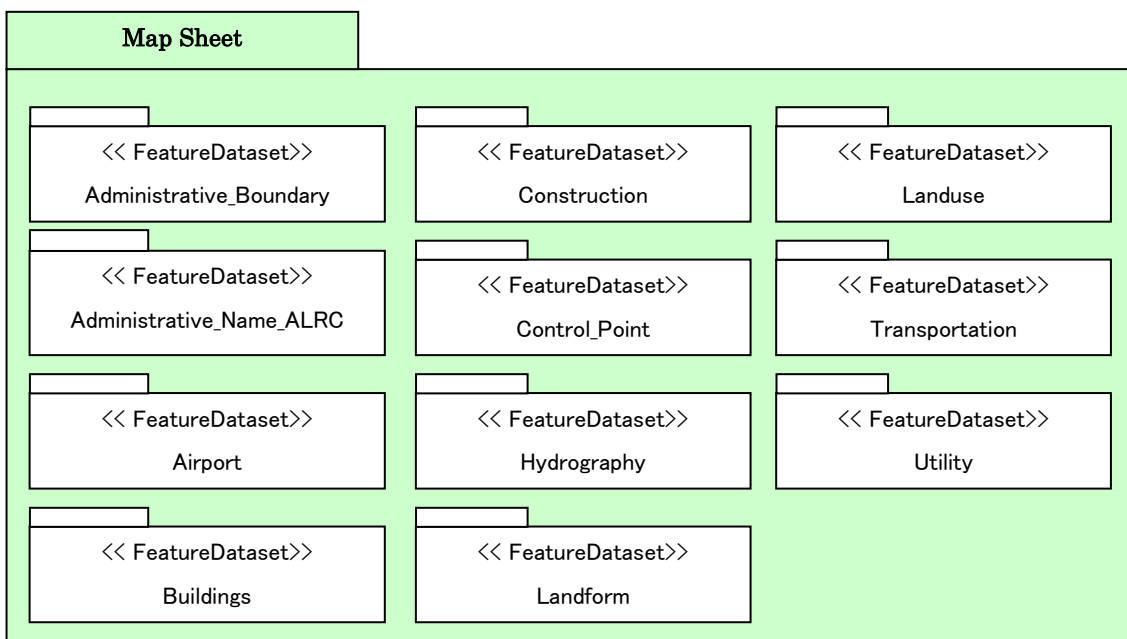 Map Sheet
<< FeatureDataset>>
Administrative_Boundary
<< FeatureDataset>>
Construction
<< FeatureDataset>>
Landuse
<< FeatureDataset>>
Administrative_Name_ALRC
<< FeatureDataset>>
Control_Point
<< FeatureDataset>>
Transportation
<< FeatureDataset>>
Airport
<< FeatureDataset>>
Hydrography
<< FeatureDataset>>
Utility
<< FeatureDataset>>
Buildings
<< FeatureDataset>>
Landform